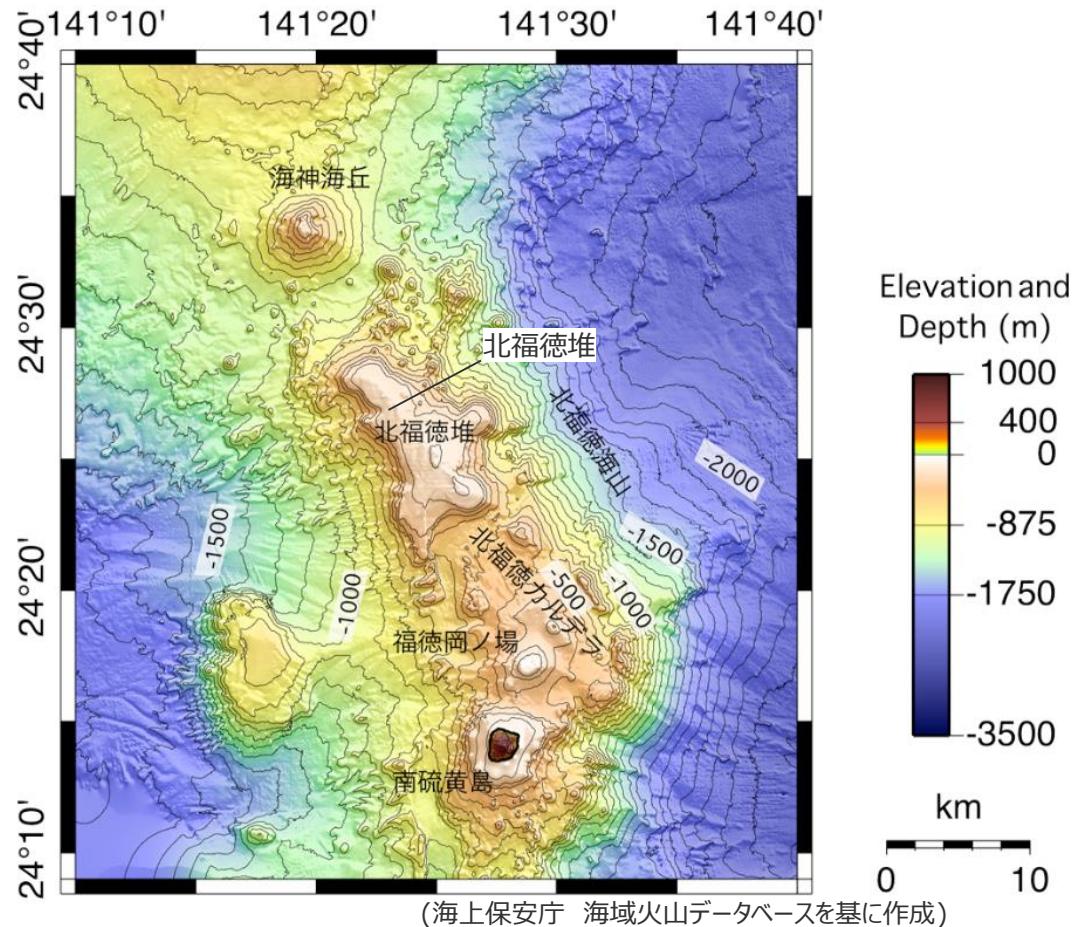 141°10' 141°20' 141°30' 141°40'
24°40'
24°30'
24°20'
24°10'
海神海丘
北福徳堆
北福徳堆
北福徳海山
-2000
-1500
-1500
北福徳カルデラ
-500
-1000
-1000
福徳岡ノ場
南硫黄島
Elevation and
Depth (m)
1000
400
0
-875
-1750
-3500
km
0 10
(海上保安庁 海域火山データベースを基に作成)